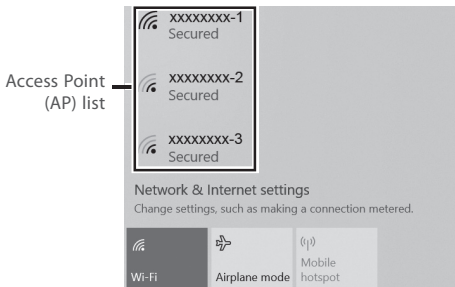 xxxxxxxx-1
Secured
xxxxxxxx-2
Secured
xxxxxxxx-3
Secured
Access Point
(AP) list
Network & Internet settings
Change settings, such as making a connection metered.
Wi-Fi
Airplane mode
Mobile
hotspot